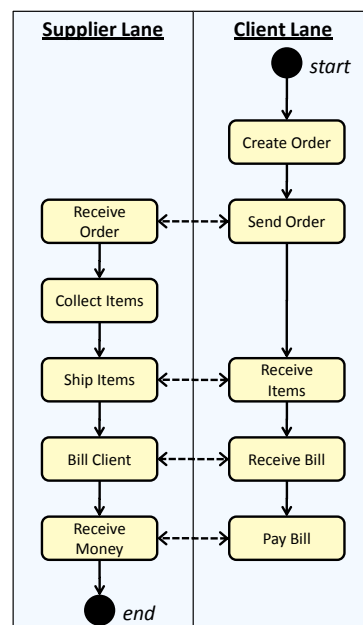 Supplier Lane
Client Lane
start
Create Order
Receive
Order
Send Order
Collect Items
Ship Items
Receive
Items
Bill Client
Receive Bill
Receive
Money
Pay Bill
end